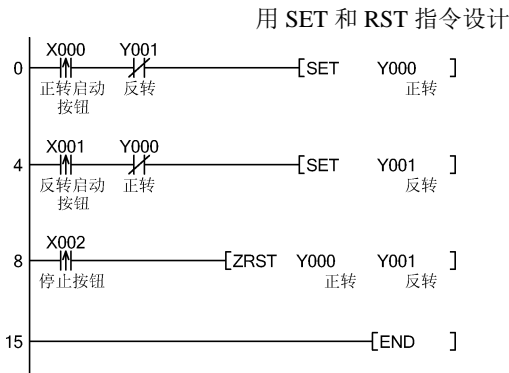 用 SET 和 RST 指令设计
X000 Y001
0 [SET Y000 ]
正转启动 反转 正转
按钮
X001 Y000
4 [SET Y001 ]
反转启动 正转 反转
按钮
X002
8 [ZRST Y000 Y001 ]
停止按钮 正转 反转
15 [END ]